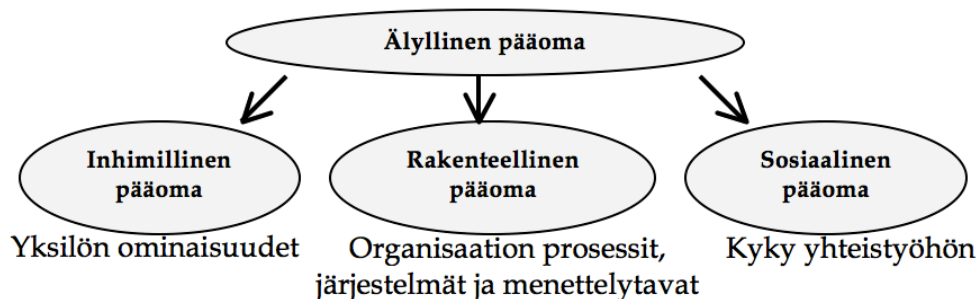 Älyllinen pääoma
Inhimillinen
pääoma
Rakenteellinen
pääoma
Sosiaalinen
pääoma
Yksilön ominaisuudet
Organisaation prosessit,
järjestelmät ja menettelytavat
Kyky yhteistyöhön